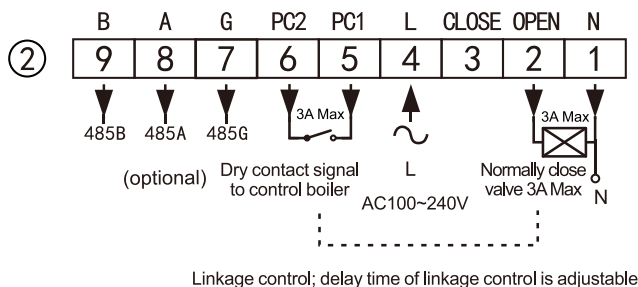 B A G PC2 PC1 L CLOSE OPEN N
② 9 8 7 6 5 4 3 2 1
3A Max 3A Max
485B 485A 485G
(optional) Dry contact signal L Normally close
to control boiler AC100~240V valve 3A Max N
Linkage control; delay time of linkage control is adjustable